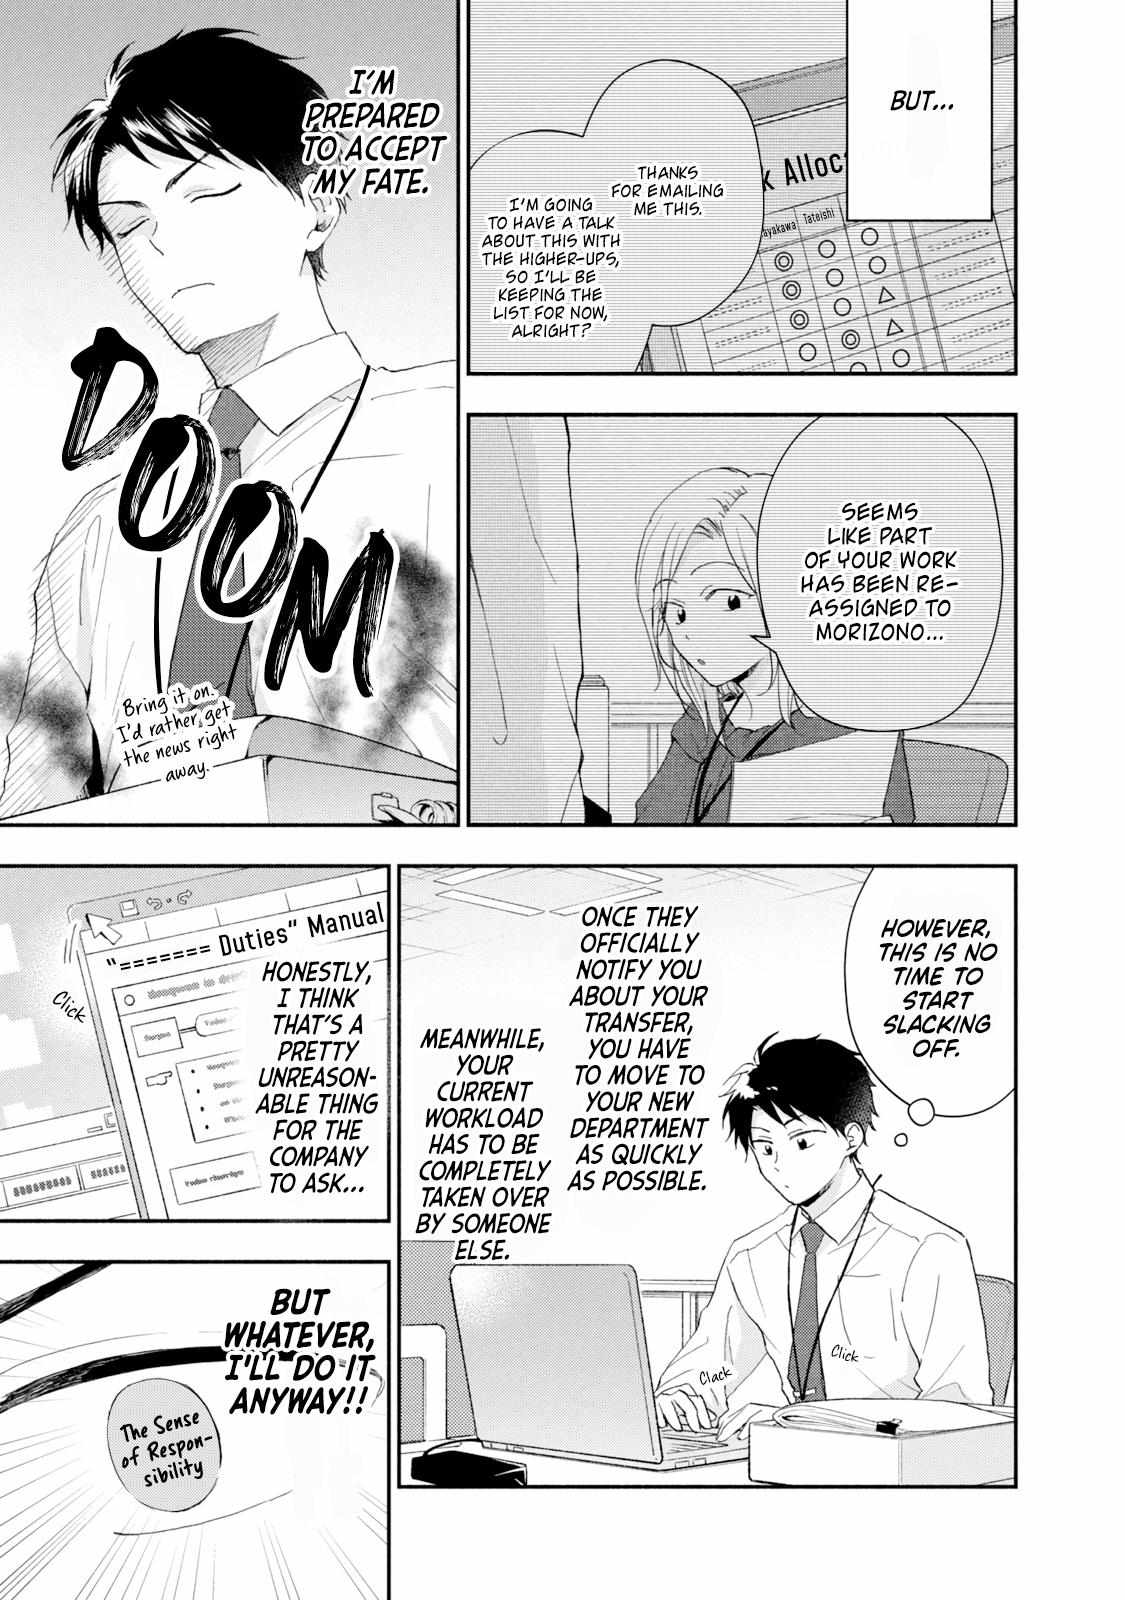 BUT...
THANKS
FOR EMAILING
ME THIS.
I'M GOING
TO HAVE A TALK
ABOUT THIS WITH
THE HIGHER-UPS,
SO I'LL BE
KEEPING THE
LIST FOR NOW,
ALRIGHT?
Tateishi
SEEMS
LIKE PART
OF YOUR WORK
HAS BEEN RE-
ASSIGNED TO
MORIZONO...
I'M
PREPARED
TO ACCEPT
MY FATE.
DOOM
Bring it on.
I'd rather get
the news right
away.
HOWEVER,
THIS IS NO
TIME TO
START
SLACKING
OFF.
ONCE THEY
OFFICIALLY
NOTIFY YOU
ABOUT YOUR
TRANSFER,
YOU HAVE
TO MOVE TO
YOUR NEW
DEPARTMENT
AS QUICKLY
AS POSSIBLE.
MEANWHILE,
YOUR
CURRENT
WORKLOAD
HAS TO BE
COMPLETELY
TAKEN OVER
BY SOMEONE
ELSE.
Click
Clack
"======= Duties" Manual
Click
HONESTLY,
I THINK
THAT'S A
PRETTY
UNREASON-
ABLE THING
FOR THE
COMPANY
TO ASK...
BUT
WHATEVER,
I'LL DO IT
ANYWAY!!
The Sense
of Respon-
sibility